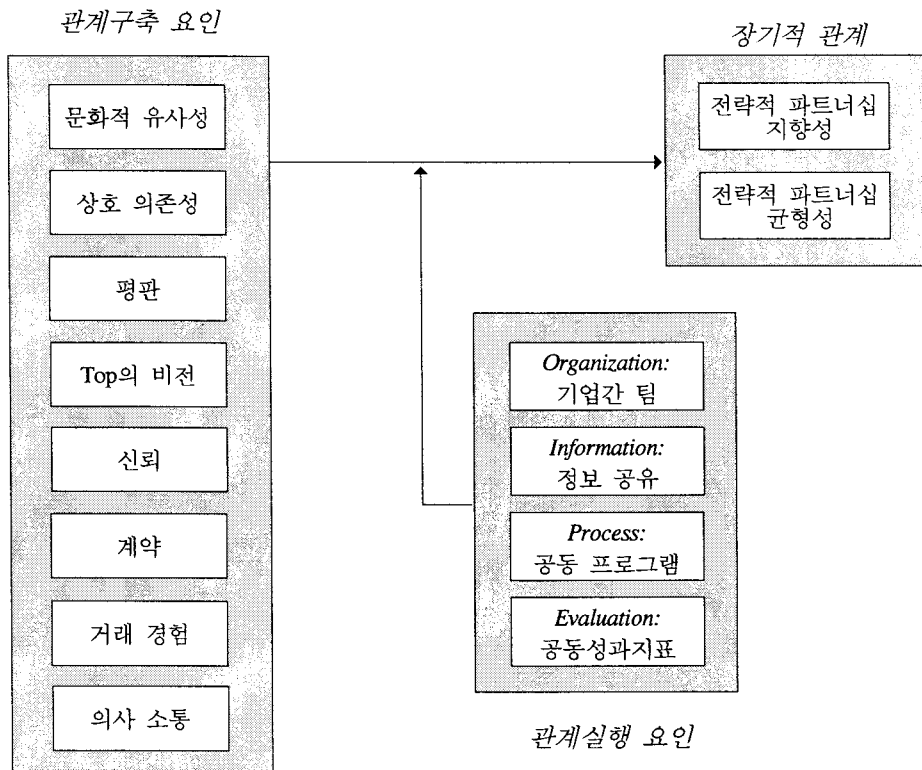 관계구축 요인
문화적 유사성
상호 의존성
평판
Top의 비전
신뢰
계약
거래 경험
의사 소통
장기적 관계
전략적 파트너십
지향성
전략적 파트너십
균형성
Organization:
기업간 팀
Information:
정보 공유
Process:
공동 프로그램
Evaluation:
공동성과지표
관계실행 요인